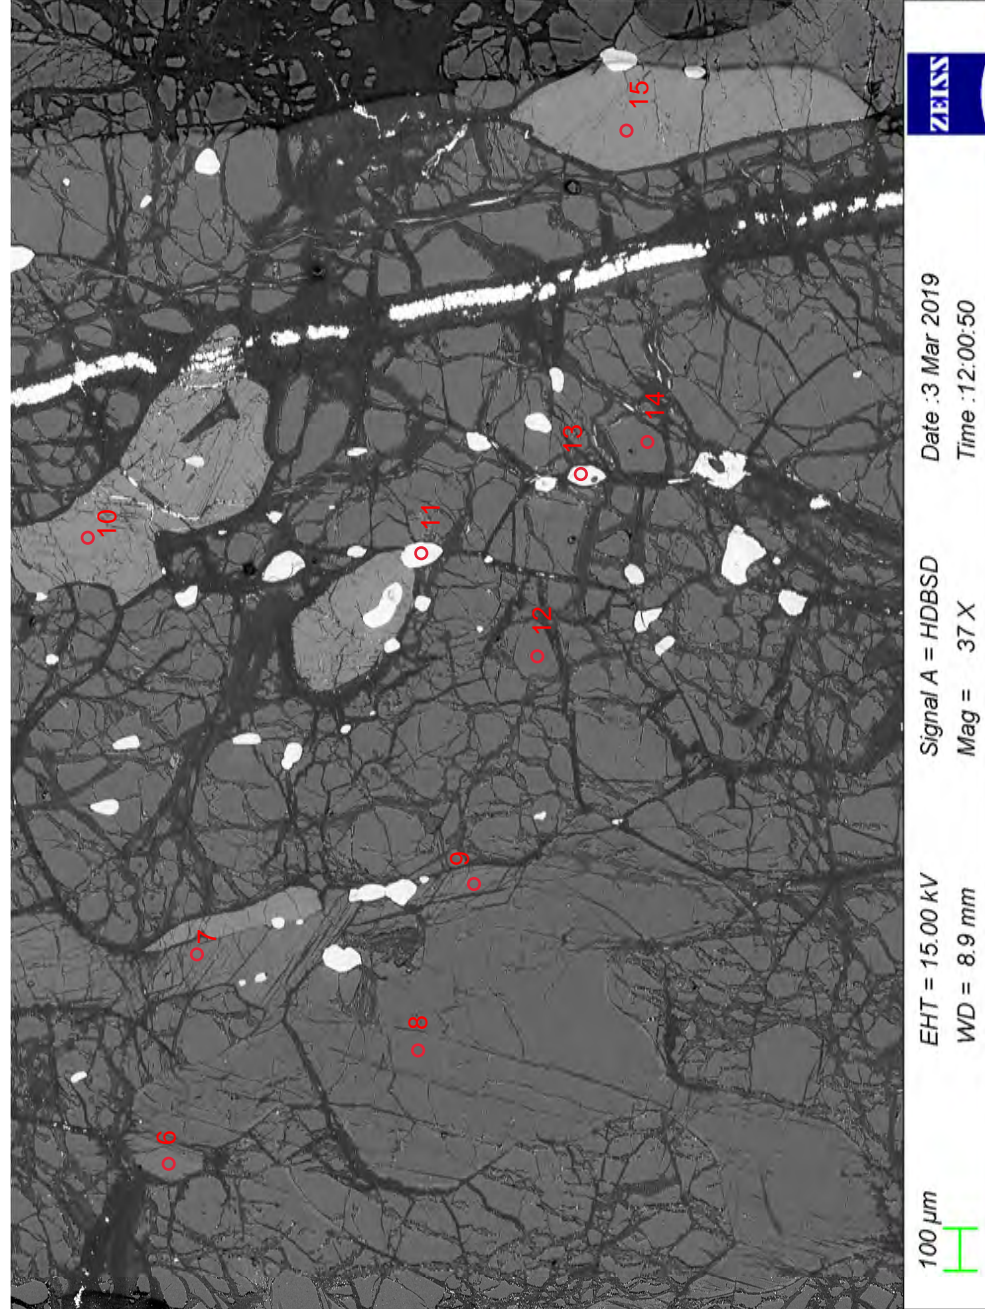 6
7
8
9
10
11
12
13
14
15
100 µm
EHT = 15.00 kV
Signal A = HDBSD
Date :3 Mar 2019
WD = 8.9 mm
Mag = 37 X
Time :12:00:50
ZEISS